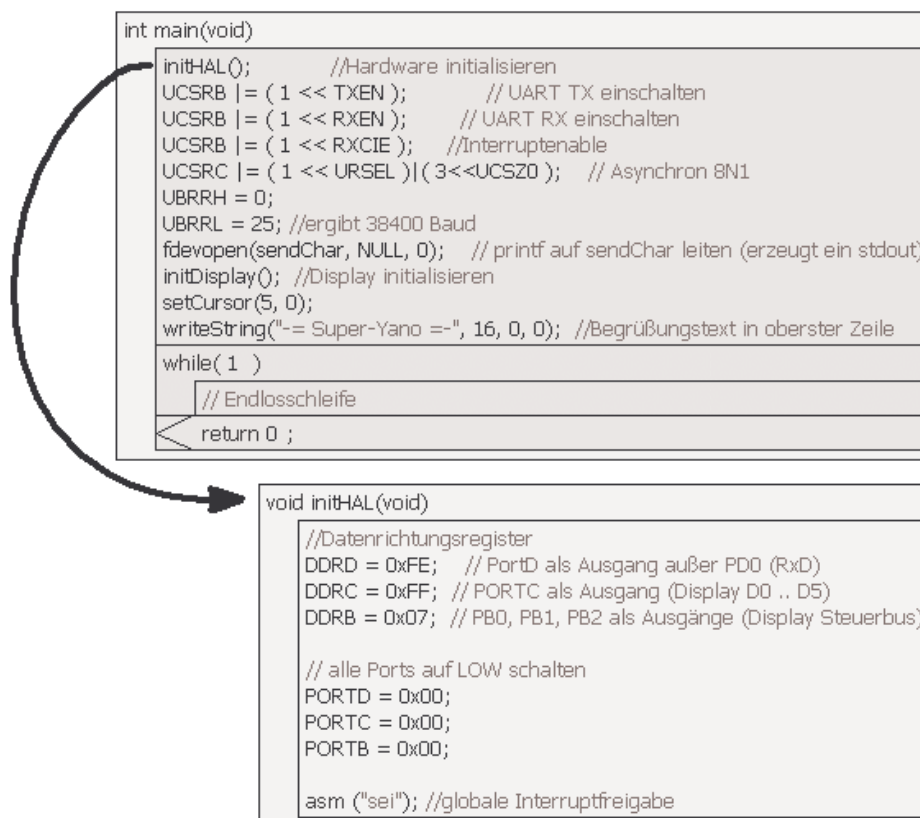 int main(void)
initHAL(); //Hardware initialisieren
UCSRB |= ( 1 << TXEN ); // UART TX einschalten
UCSRB |= ( 1 << RXEN ); // UART RX einschalten
UCSRB |= ( 1 << RXCIE ); //Interruptenable
UCSRC |= ( 1 << URSEL )|( 3<<UCSZ0 ); // Asynchron 8N1
UBRRH = 0;
UBRRL = 25; //ergibt 38400 Baud
fdevopen(sendChar, NULL, 0); // printf auf sendChar leiten (erzeugt ein stdout)
initDisplay(); //Display initialisieren
setCursor(5, 0);
writeString("-= Super-Yano =-", 16, 0, 0); //Begrüßungstext in oberster Zeile
while( 1 )
// Endlosschleife
return 0 ;
void initHAL(void)
//Datenrichtungsregister
DDRD = 0xFE; // PortD als Ausgang außer PD0 (RxD)
DDRC = 0xFF; // PORTC als Ausgang (Display D0 .. D5)
DDRB = 0x07; // PB0, PB1, PB2 als Ausgänge (Display Steuerbus)
// alle Ports auf LOW schalten
PORTD = 0x00;
PORTC = 0x00;
PORTB = 0x00;
asm ("sei"); //globale Interruptfreigabe